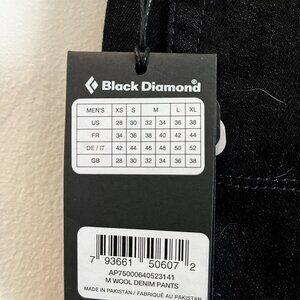 Black Diamond
MEN'S XS S M L XL
US 28 30 32 34 36 38
FR 34 36 38 40 42 44
DE / IT 42 44 46 48 50 52
GB 28 30 32 34 36 38
7 93661 50607 2
AP75000640523141
M WOOL DENIM PANTS
MADE IN PAKISTAN / FABRIQUÉ AU PAKISTAN